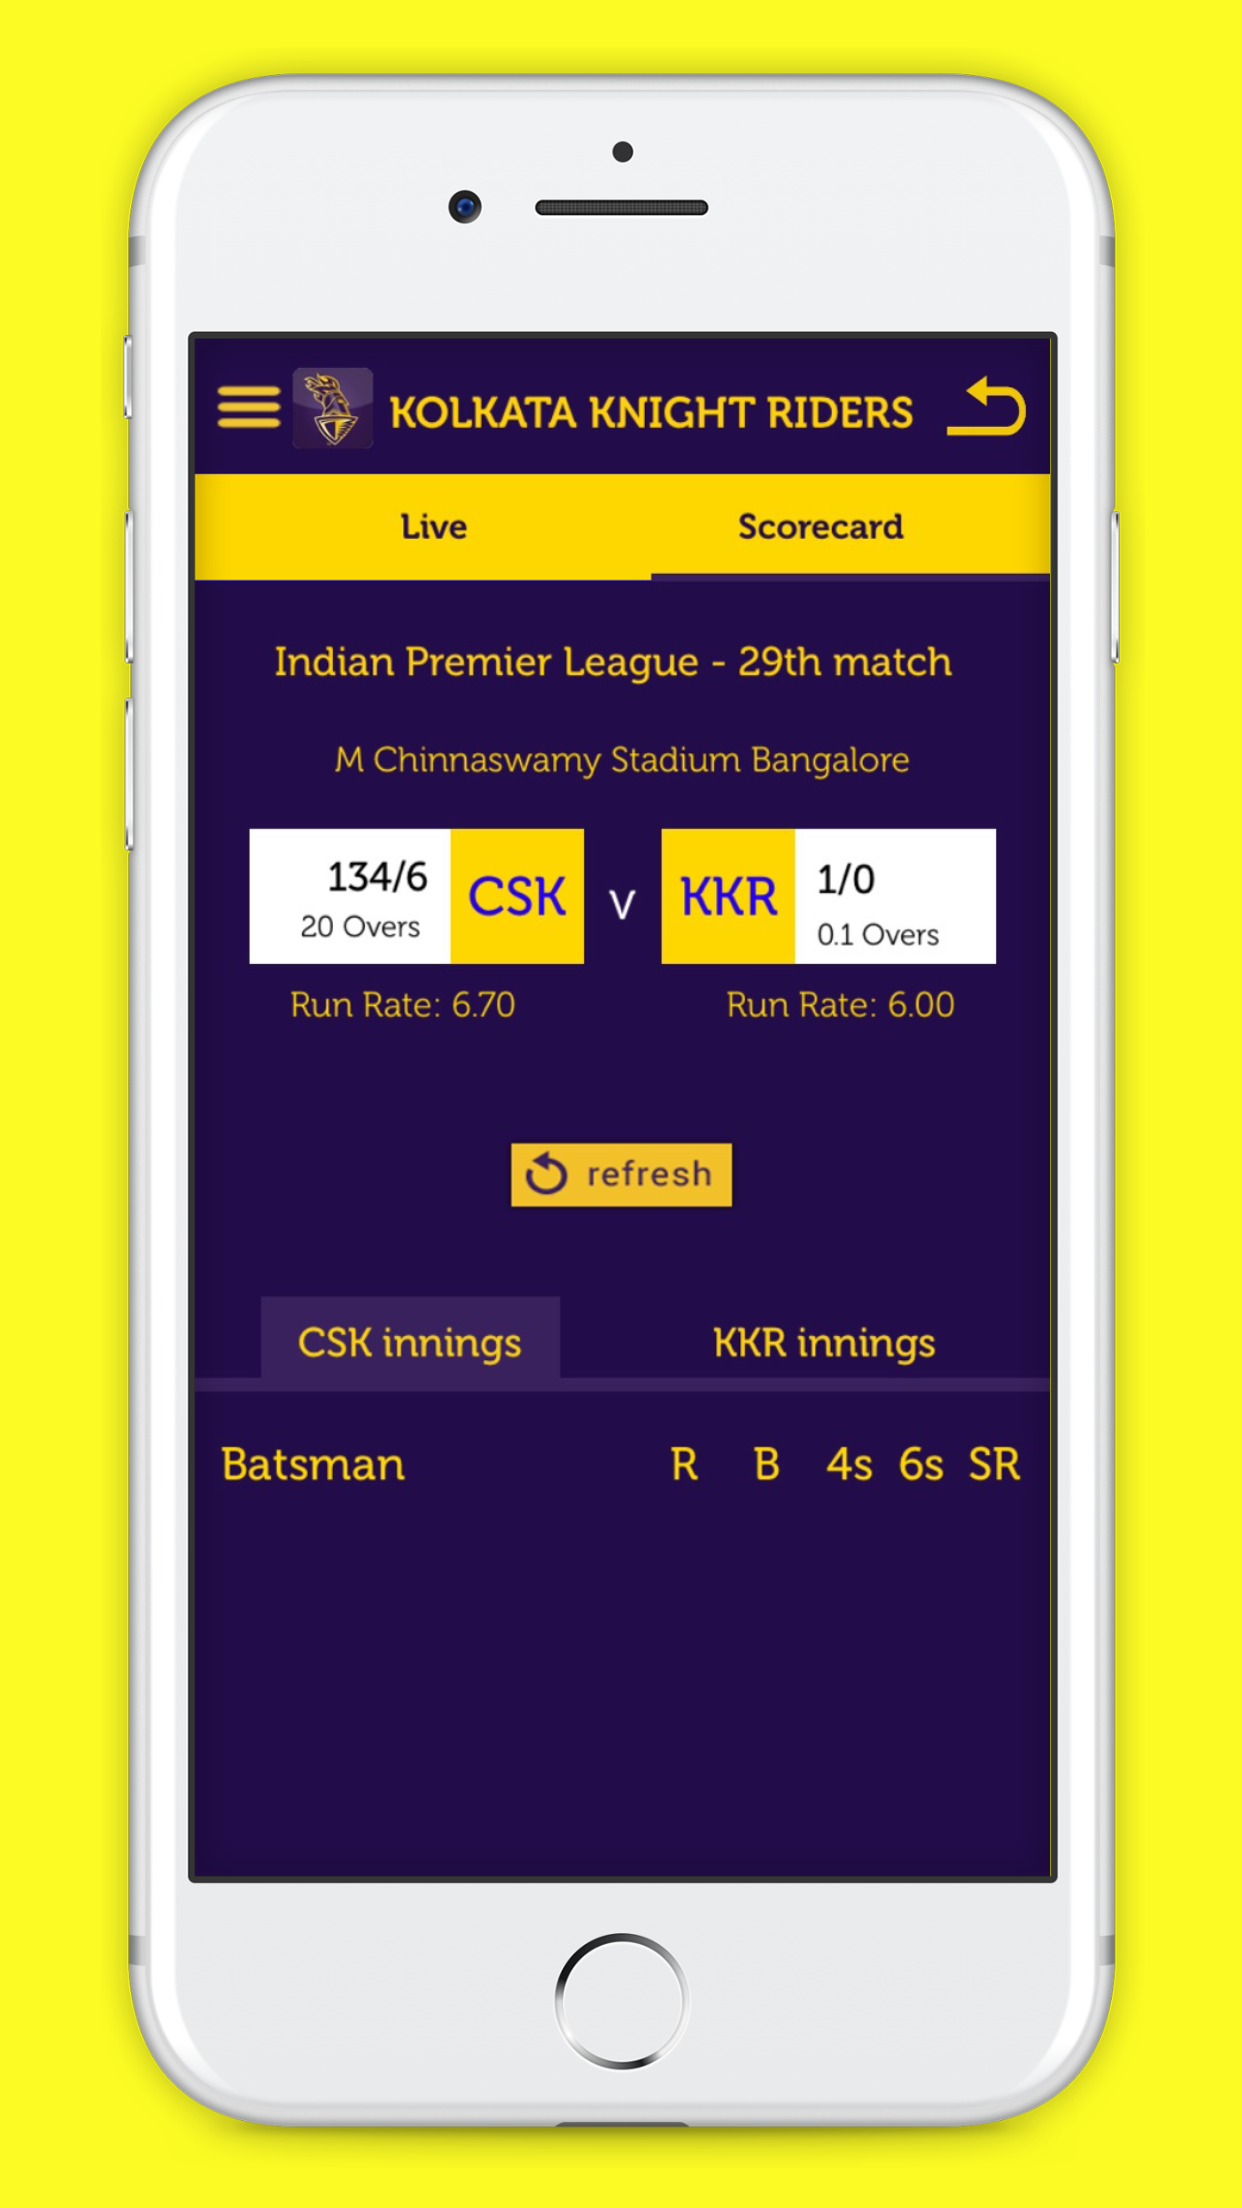 KOLKATA KNIGHT RIDERS
Live Scorecard
Indian Premier League - 29th match
M Chinnaswamy Stadium Bangalore
134/6
20 Overs
CSK
v
KKR
1/0
0.1 Overs
Run Rate: 6.70
Run Rate: 6.00
refresh
CSK innings KKR innings
Batsman R B 4s 6s SR